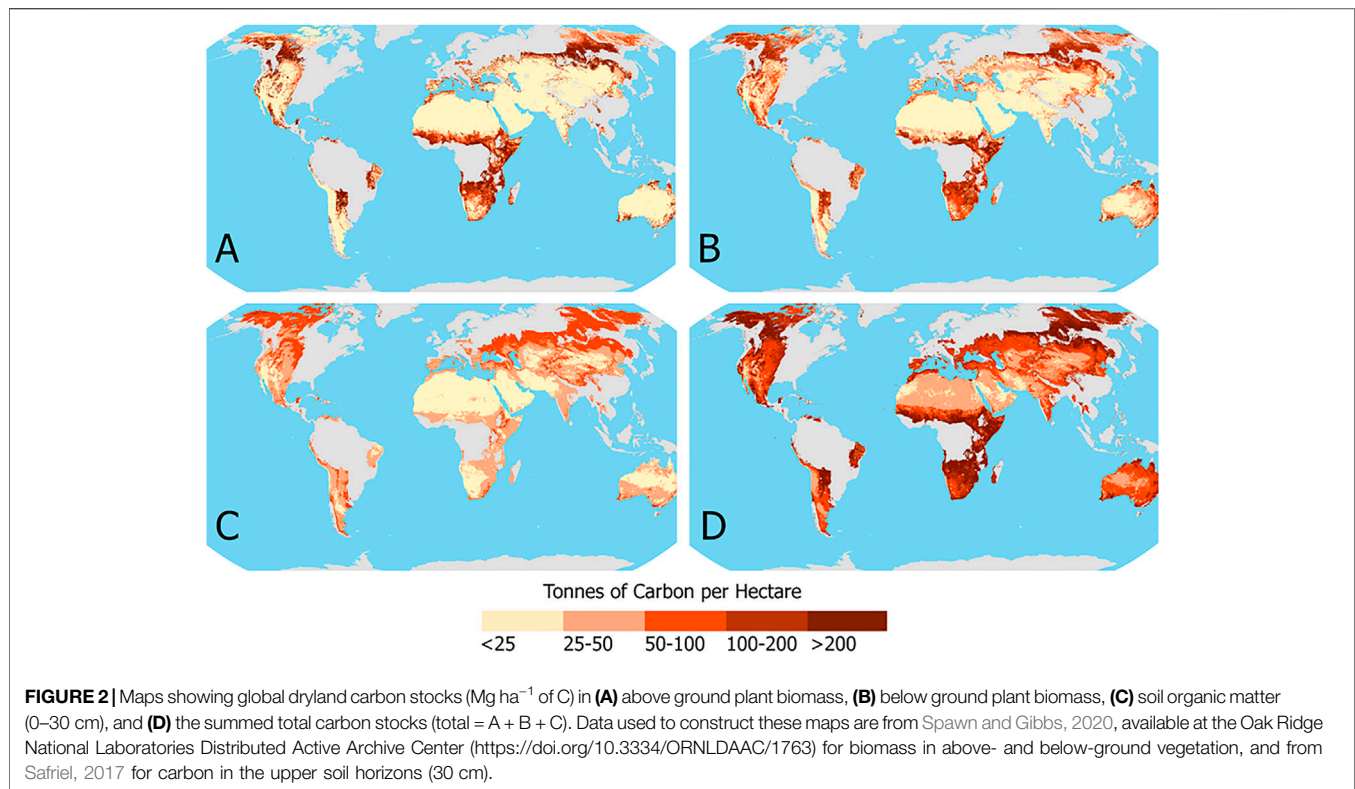 A
B
C
D
Tonnes of Carbon per Hectare
<25 25-50 50-100 100-200 >200
FIGURE 2 | Maps showing global dryland carbon stocks (Mg ha⁻¹ of C) in (A) above ground plant biomass, (B) below ground plant biomass, (C) soil organic matter
(0–30 cm), and (D) the summed total carbon stocks (total = A + B + C). Data used to construct these maps are from Spawn and Gibbs, 2020, available at the Oak Ridge
National Laboratories Distributed Active Archive Center (https://doi.org/10.3334/ORNLDAAC/1763) for biomass in above- and below-ground vegetation, and from
Safriel, 2017 for carbon in the upper soil horizons (30 cm).